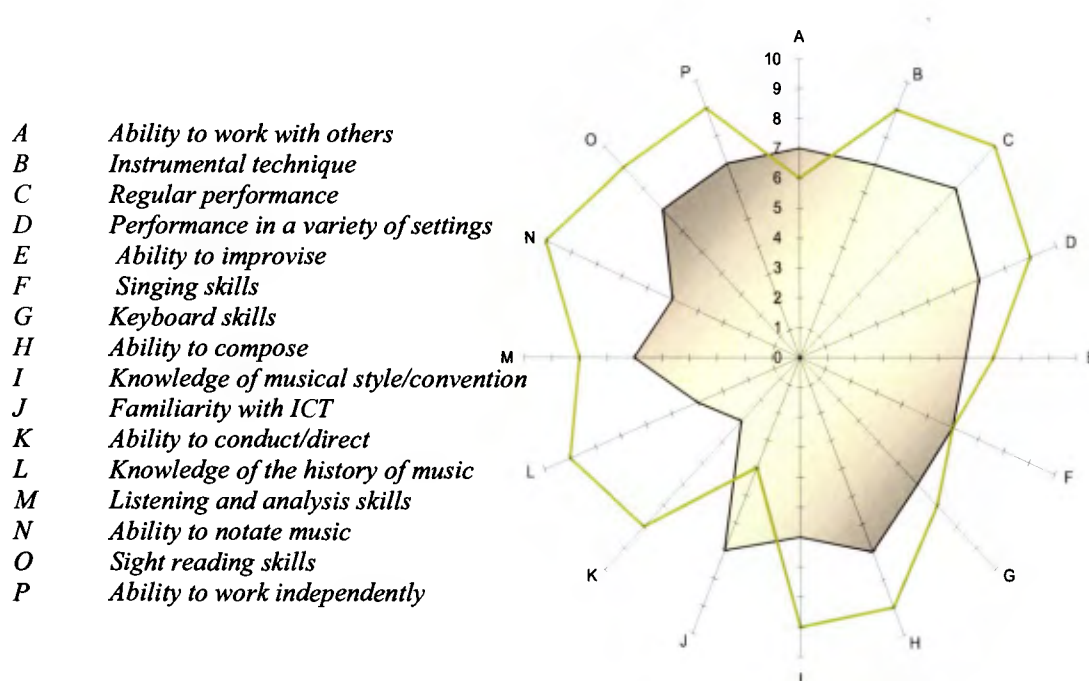 A Ability to work with others
B Instrumental technique
C Regular performance
D Performance in a variety of settings
E Ability to improvise
F Singing skills
G Keyboard skills
H Ability to compose
I Knowledge of musical style/convention
J Familiarity with ICT
K Ability to conduct/direct
L Knowledge of the history of music
M Listening and analysis skills
N Ability to notate music
O Sight reading skills
P Ability to work independently
A
10
9
8
7
6
5
4
3
2
1
0
B
C
D
F
G
H
J
K
L
M
N
O
P